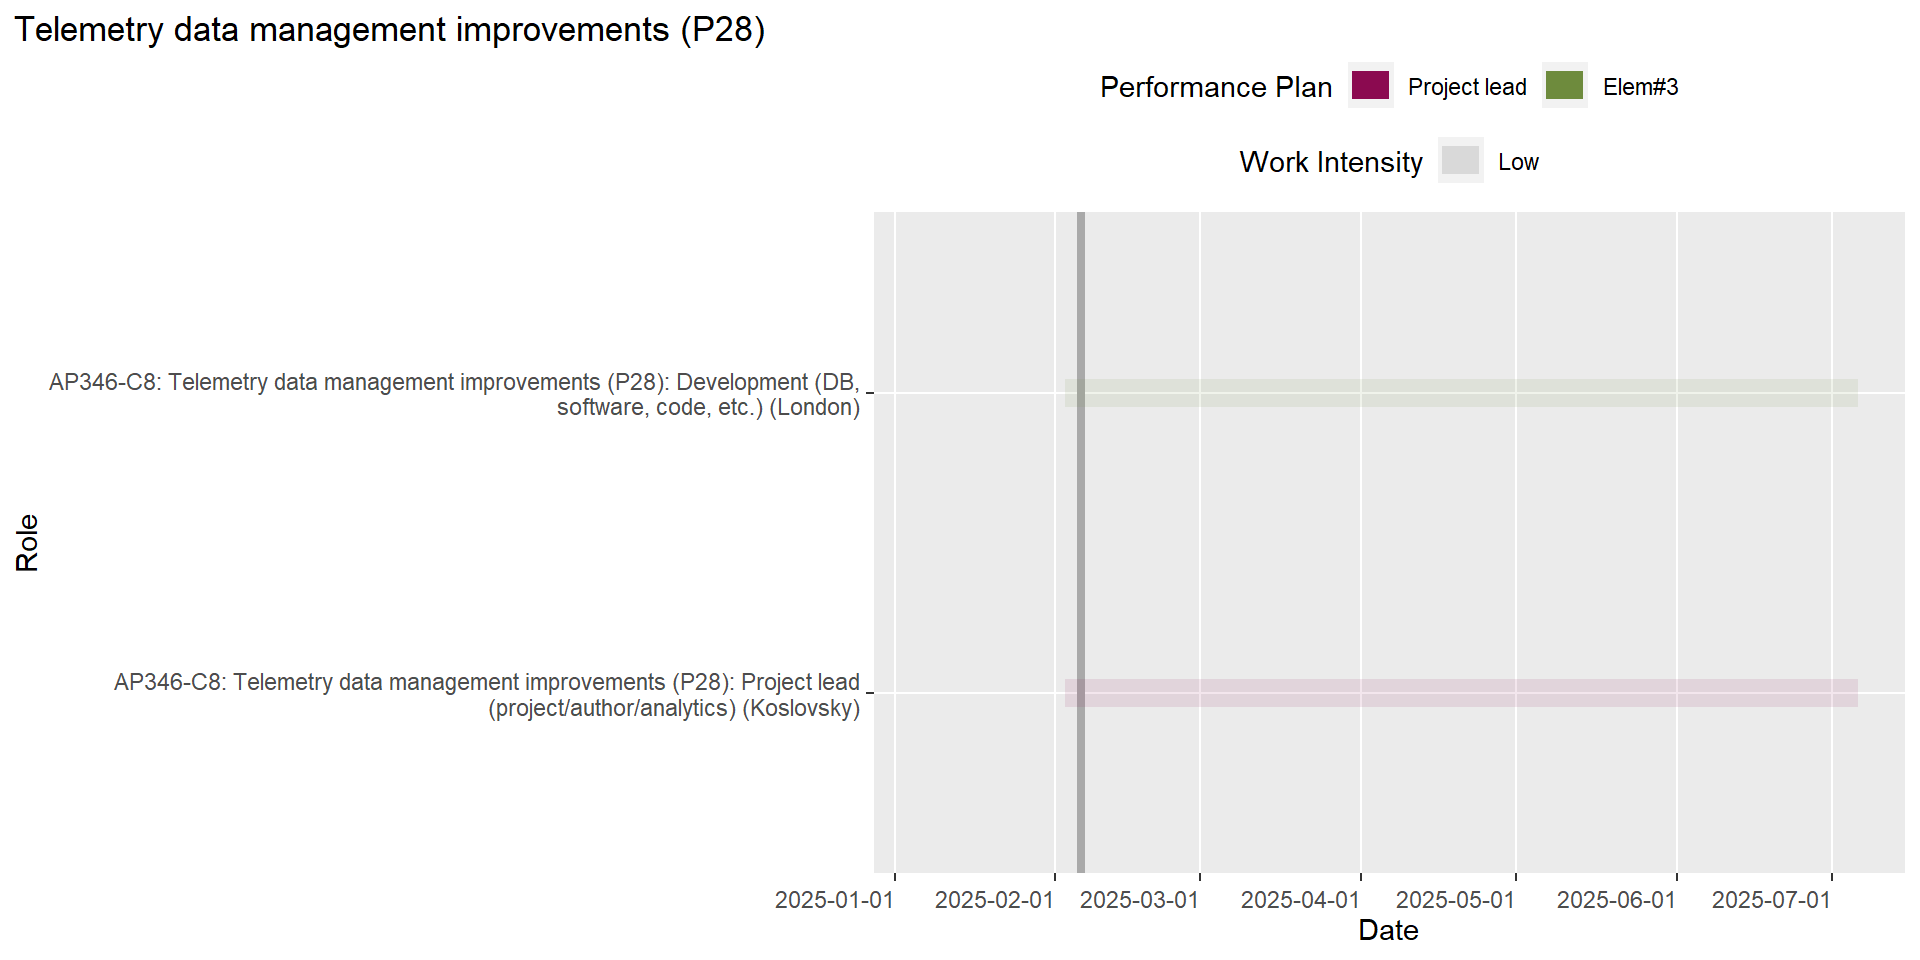 Telemetry data management improvements (P28)
Performance Plan Project lead Elem#3
Work Intensity Low
AP346-C8: Telemetry data management improvements (P28): Development (DB,
software, code, etc.) (London)
Role
AP346-C8: Telemetry data management improvements (P28): Project lead
(project/author/analytics) (Koslovsky)
2025-01-01 2025-02-01 2025-03-01 2025-04-01 2025-05-01 2025-06-01 2025-07-01
Date